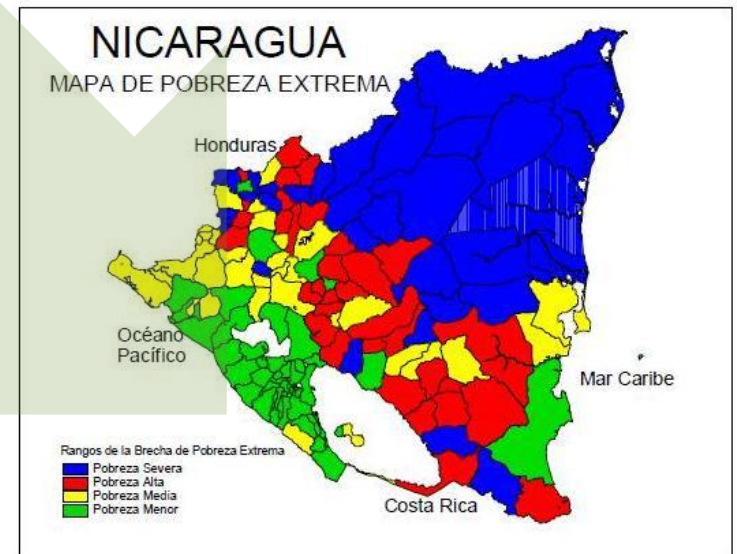 NICARAGUA
MAPA DE POBREZA EXTREMA
Honduras
Océano
Pacífico
Mar Caribe
Costa Rica
Rangos de la Brecha de Pobreza Extrema
Pobreza Severa
Pobreza Alta
Pobreza Media
Pobreza Menor